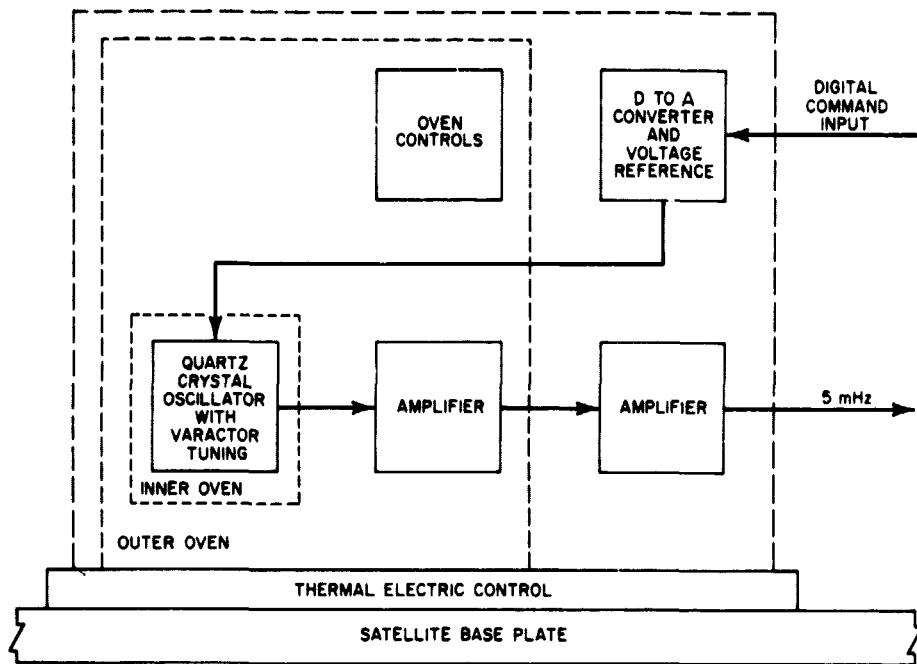 OVEN
CONTROLS
D TO A
CONVERTER
AND
VOLTAGE
REFERENCE
DIGITAL
COMMAND
INPUT
QUARTZ
CRYSTAL
OSCILLATOR
WITH
VARACTOR
TUNING
AMPLIFIER
AMPLIFIER
5 mHz
INNER OVEN
OUTER OVEN
THERMAL ELECTRIC CONTROL
SATELLITE BASE PLATE